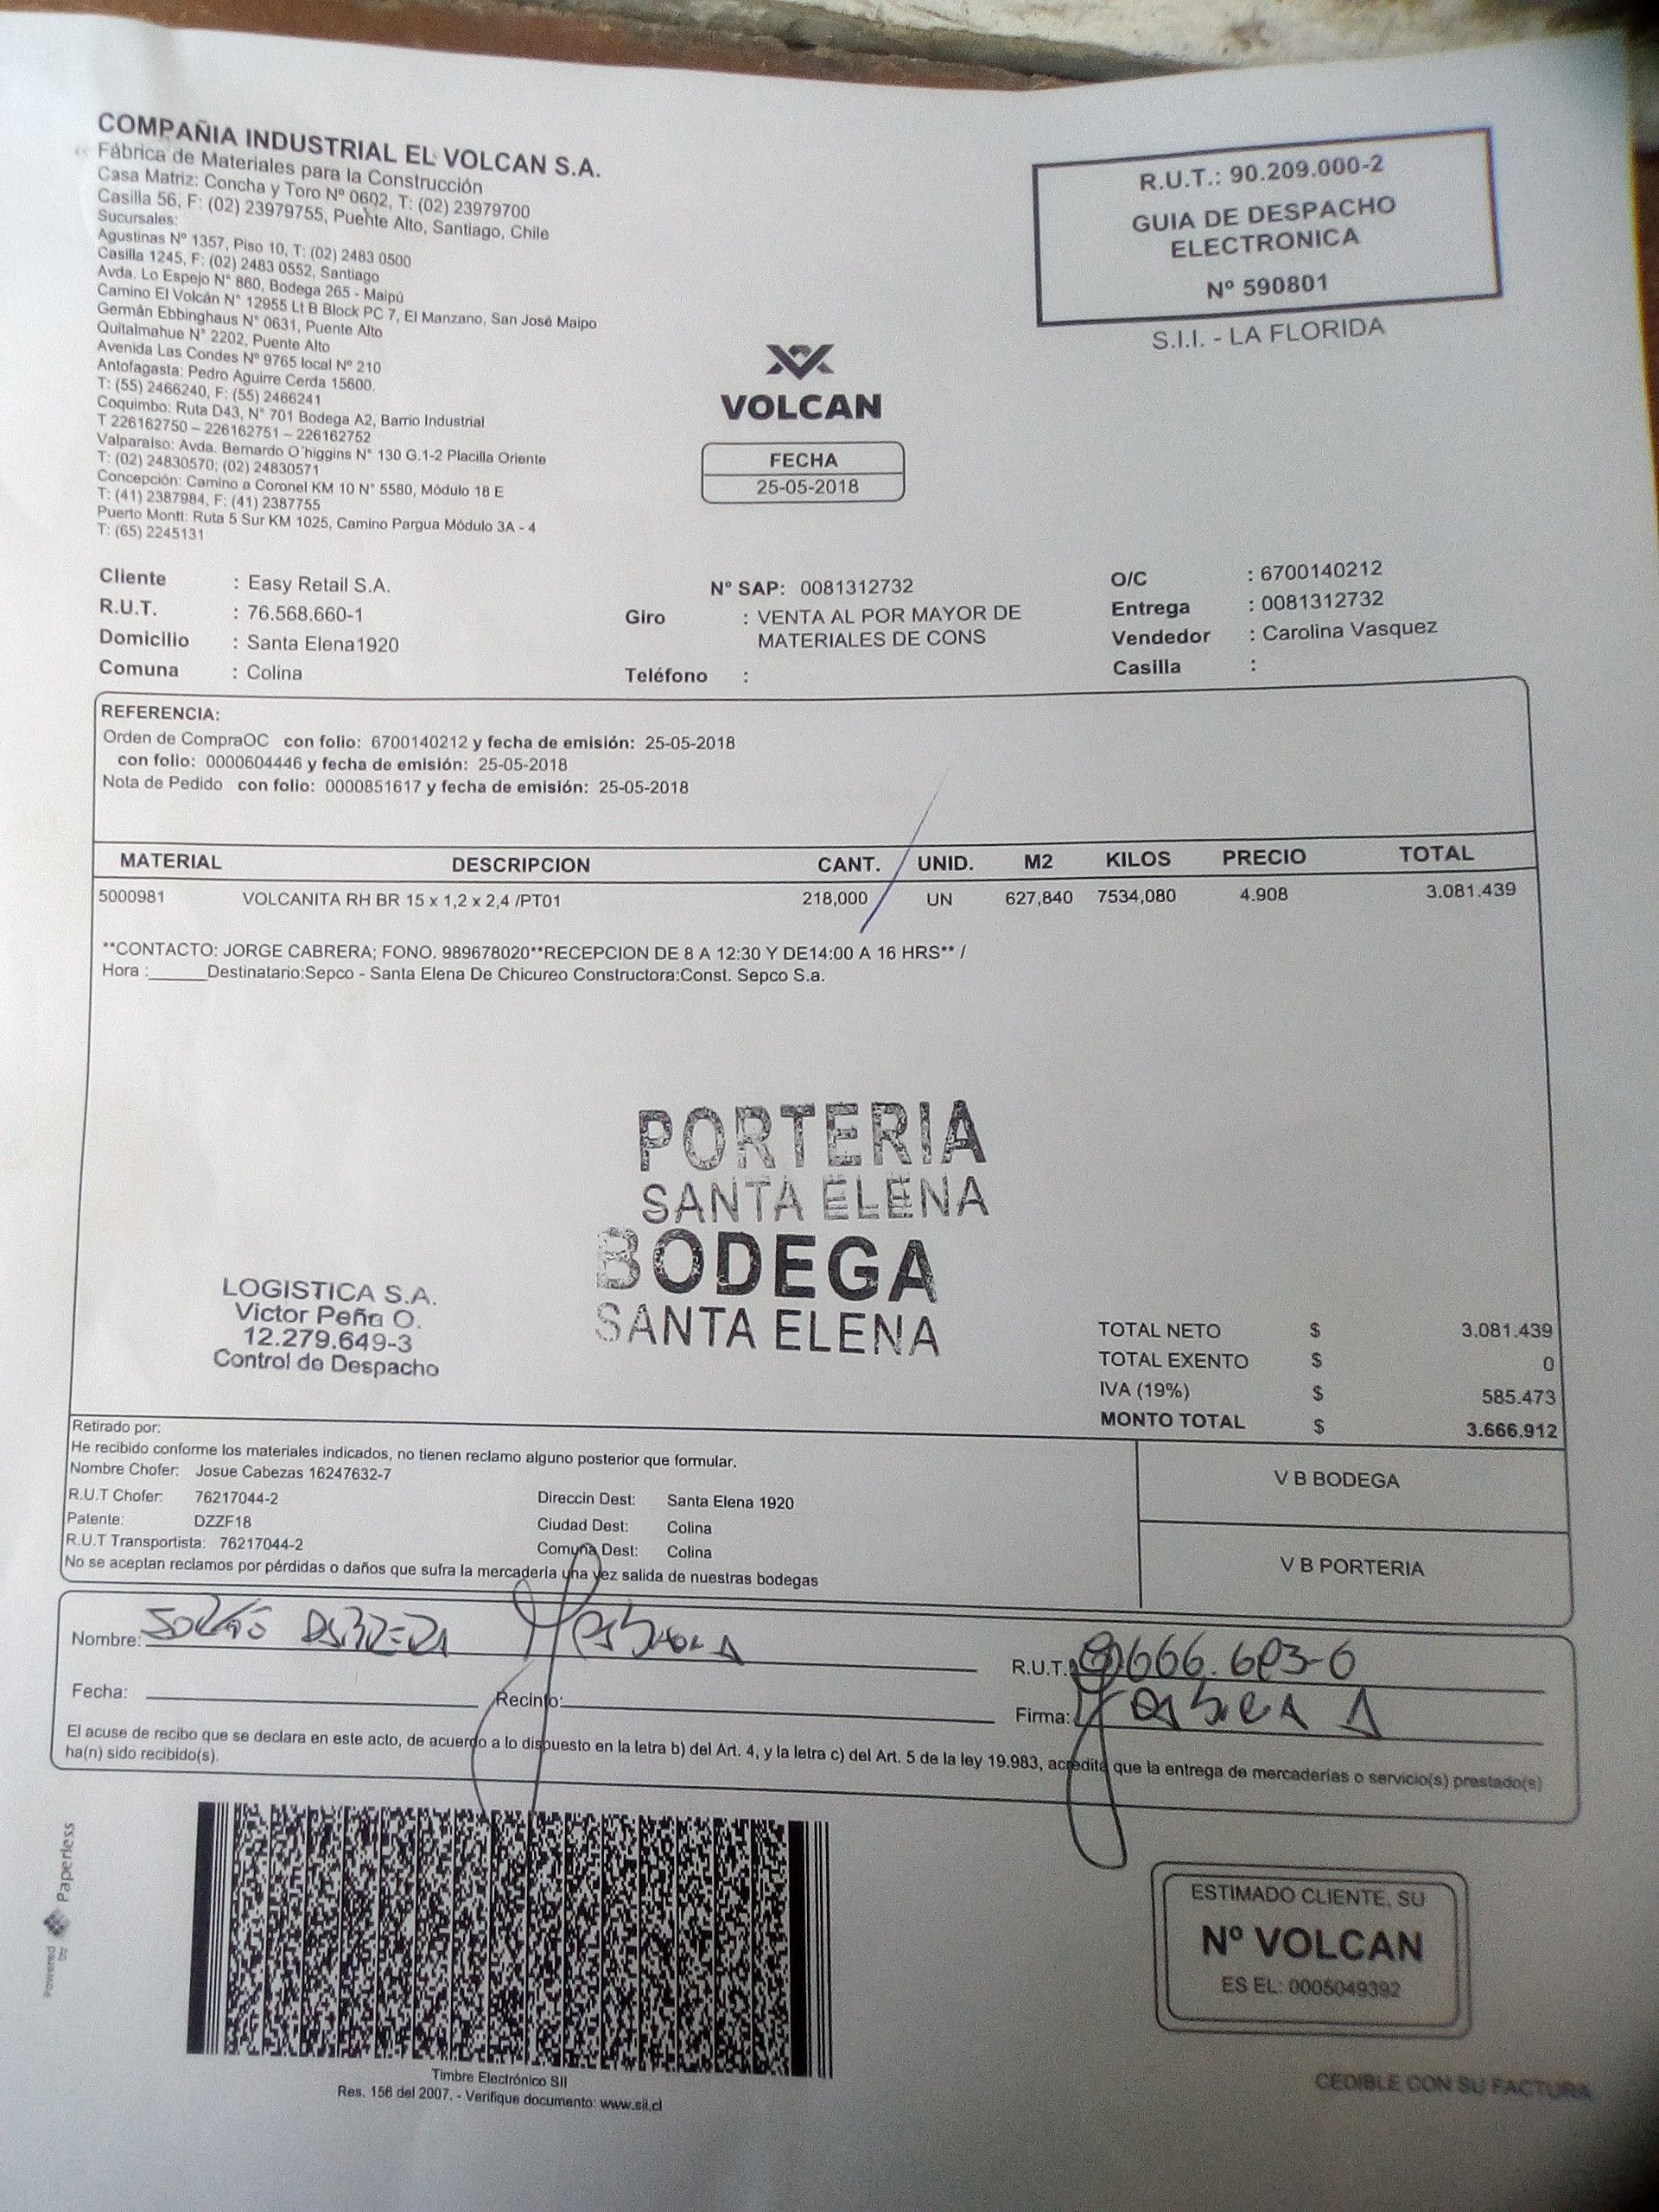 COMPAÑIA INDUSTRIAL EL VOLCAN S.A.
Fábrica de Materiales para la Construcción
Casa Matriz: Concha y Toro Nº 0602, T: (02) 23979700
Casilla 56, F: (02) 23979755, Puente Alto, Santiago, Chile
Sucursales:
Agustinas Nº 1357, Piso 10, T: (02) 2483 0500
Casilla 1245, F: (02) 2483 0552, Santiago
Avda. Lo Espejo N° 860, Bodega 265 - Maipú
Camino El Volcán N° 12955 Lt B Block PC 7, El Manzano, San José Maipo
Germán Ebbinghaus N° 0631, Puente Alto
Quitalmahue N° 2202, Puente Alto
Avenida Las Condes Nº 9765 local Nº 210
Antofagasta: Pedro Aguirre Cerda 15600.
T: (55) 2466240, F: (55) 2466241
Coquimbo: Ruta D43, N° 701 Bodega A2, Barrio Industrial
T 226162750 – 226162751 – 226162752
Valparaiso: Avda. Bernardo O´higgins N° 130 G.1-2 Placilla Oriente
T: (02) 24830570; (02) 24830571
Concepción: Camino a Coronel KM 10 N° 5580, Módulo 18 E
T: (41) 2387984, F: (41) 2387755
Puerto Montt: Ruta 5 Sur KM 1025, Camino Pargua Módulo 3A - 4
T: (65) 2245131
R.U.T.: 90.209.000-2
GUIA DE DESPACHO
ELECTRONICA
Nº 590801
S.I.I. - LA FLORIDA
VOLCAN
FECHA
25-05-2018
Cliente : Easy Retail S.A.
R.U.T. : 76.568.660-1
Domicilio : Santa Elena1920
Comuna : Colina
Nº SAP: 0081312732
Giro : VENTA AL POR MAYOR DE
MATERIALES DE CONS
Teléfono :
O/C : 6700140212
Entrega : 0081312732
Vendedor : Carolina Vasquez
Casilla :
REFERENCIA:
Orden de CompraOC con folio: 6700140212 y fecha de emisión: 25-05-2018
con folio: 0000604446 y fecha de emisión: 25-05-2018
Nota de Pedido con folio: 0000851617 y fecha de emisión: 25-05-2018
MATERIAL DESCRIPCION CANT. UNID. M2 KILOS PRECIO TOTAL
5000981 VOLCANITA RH BR 15 x 1,2 x 2,4 /PT01 218,000 UN 627,840 7534,080 4.908 3.081.439
**CONTACTO: JORGE CABRERA; FONO. 989678020**RECEPCION DE 8 A 12:30 Y DE14:00 A 16 HRS** /
Hora :______Destinatario:Sepco - Santa Elena De Chicureo Constructora:Const. Sepco S.a.
PORTERIA
SANTA ELENA
BODEGA
SANTA ELENA
LOGISTICA S.A.
Victor Peña O.
12.279.649-3
Control de Despacho
TOTAL NETO $ 3.081.439
TOTAL EXENTO $ 0
IVA (19%) $ 585.473
MONTO TOTAL $ 3.666.912
Retirado por:
He recibido conforme los materiales indicados, no tienen reclamo alguno posterior que formular.
Nombre Chofer: Josue Cabezas 16247632-7
R.U.T Chofer: 76217044-2
Patente: DZZF18
R.U.T Transportista: 76217044-2
Direccin Dest: Santa Elena 1920
Ciudad Dest: Colina
Comuna Dest: Colina
No se aceptan reclamos por pérdidas o daños que sufra la mercadería una vez salida de nuestras bodegas
V B BODEGA
V B PORTERIA
Nombre:
R.U.T.
Fecha:
Recinto:
Firma:
El acuse de recibo que se declara en este acto, de acuerdo a lo dispuesto en la letra b) del Art. 4, y la letra c) del Art. 5 de la ley 19.983, acredita que la entrega de mercaderías o servicio(s) prestado(s)
ha(n) sido recibido(s).
Powered by Paperless
Timbre Electrónico SII
Res. 156 del 2007. - Verifique documento: www.sii.cl
ESTIMADO CLIENTE, SU
Nº VOLCAN
ES EL: 0005049392
CEDIBLE CON SU FACTURA